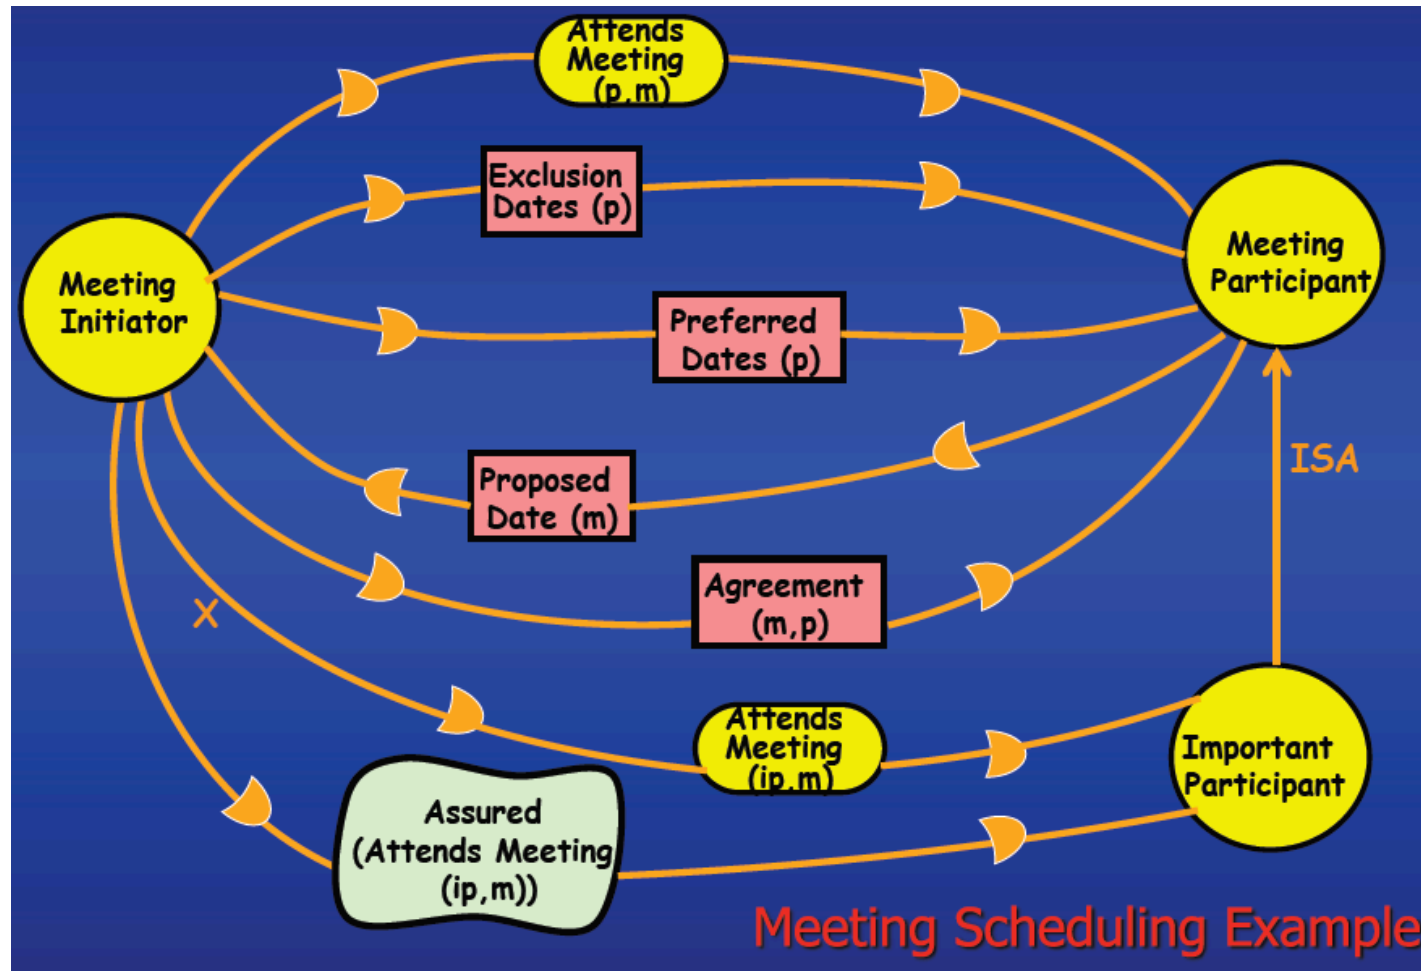 Attends
Meeting
(p,m)
Exclusion
Dates (p)
Meeting
Participant
Meeting
Initiator
Preferred
Dates (p)
Proposed
Date (m)
ISA
Agreement
(m,p)
X
Attends
Meeting
(ip,m)
Important
Participant
Assured
(Attends Meeting
(ip,m))
Meeting Scheduling Example